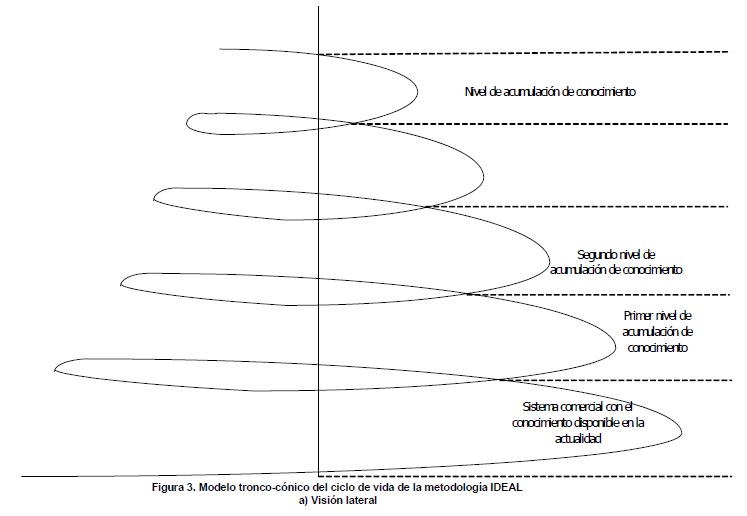 Nivel de acumulación de conocimiento
Segundo nivel de
acumulación de conocimiento
Primer nivel de
acumulación de
conocimiento
Sistema comercial con el
conocimiento disponible en la
actualidad
Figura 3. Modelo tronco-cónico del ciclo de vida de la metodología IDEAL
a) Visión lateral